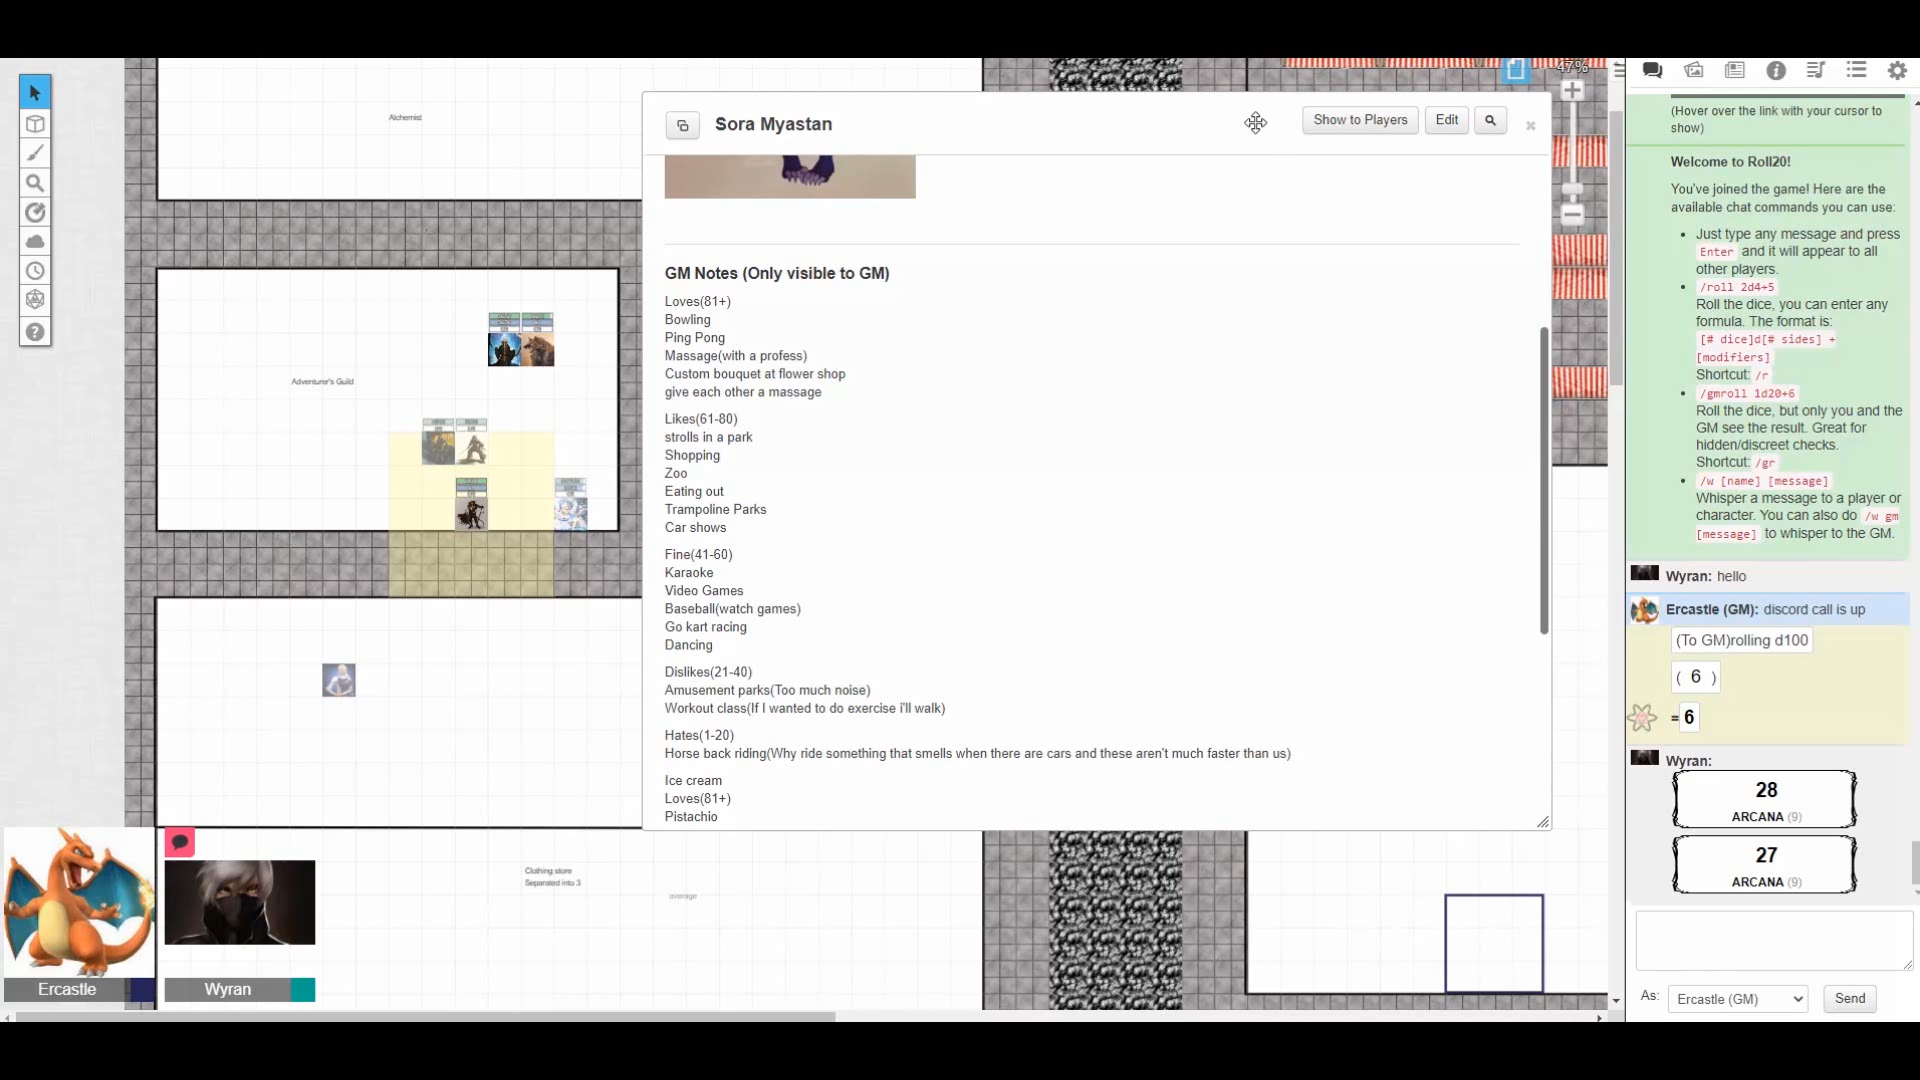 Alchemist
47%
Sora Myastan
Show to Players
Edit
GM Notes (Only visible to GM)
Loves(81+)
Bowling
Ping Pong
Massage(with a profess)
Custom bouquet at flower shop
give each other a massage
Likes(61-80)
strolls in a park
Shopping
Zoo
Eating out
Trampoline Parks
Car shows
Fine(41-60)
Karaoke
Video Games
Baseball(watch games)
Go kart racing
Dancing
Dislikes(21-40)
Amusement parks(Too much noise)
Workout class(If I wanted to do exercise i'll walk)
Hates(1-20)
Horse back riding(Why ride something that smells when there are cars and these aren't much faster than us)
Ice cream
Loves(81+)
Pistachio
Adventurer's Guild
Clothing store
Separated into 3
average
Ercastle
Wyran
(Hover over the link with your cursor to
show)
Welcome to Roll20!
You've joined the game! Here are the
available chat commands you can use:
• Just type any message and press
Enter and it will appear to all
other players.
• /roll 2d4+5
Roll the dice, you can enter any
formula. The format is:
[# dice]d[# sides] +
[modifiers]
Shortcut: /r
• /gmroll 1d20+6
Roll the dice, but only you and the
GM see the result. Great for
hidden/discreet checks.
Shortcut: /gr
• /w [name] [message]
Whisper a message to a player or
character. You can also do /w gm
[message] to whisper to the GM.
Wyran: hello
Ercastle (GM): discord call is up
(To GM)rolling d100
( 6 )
=6
Wyran:
28
ARCANA (9)
27
ARCANA (9)
As:
Ercastle (GM)
Send